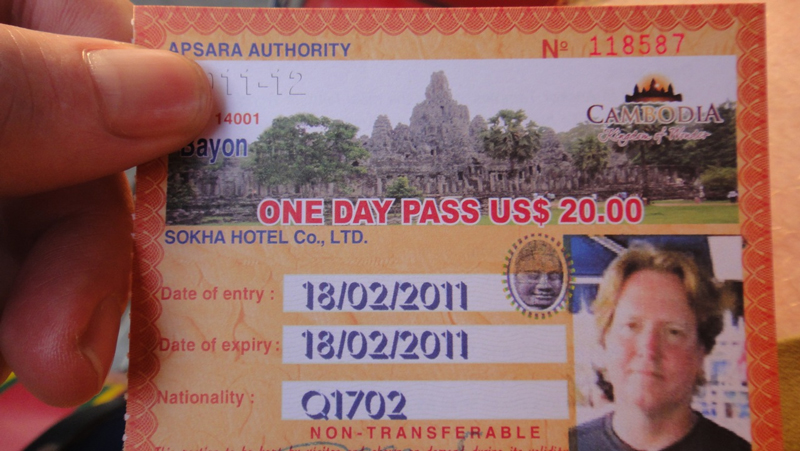 APSARA AUTHORITY
Nº 118587
011-12
14001
Bayon
CAMBODIA
Kingdom of Wonder
ONE DAY PASS US$ 20.00
SOKHA HOTEL Co., LTD.
Date of entry : 18/02/2011
Date of expiry : 18/02/2011
Nationality : Q1702
NON-TRANSFERABLE